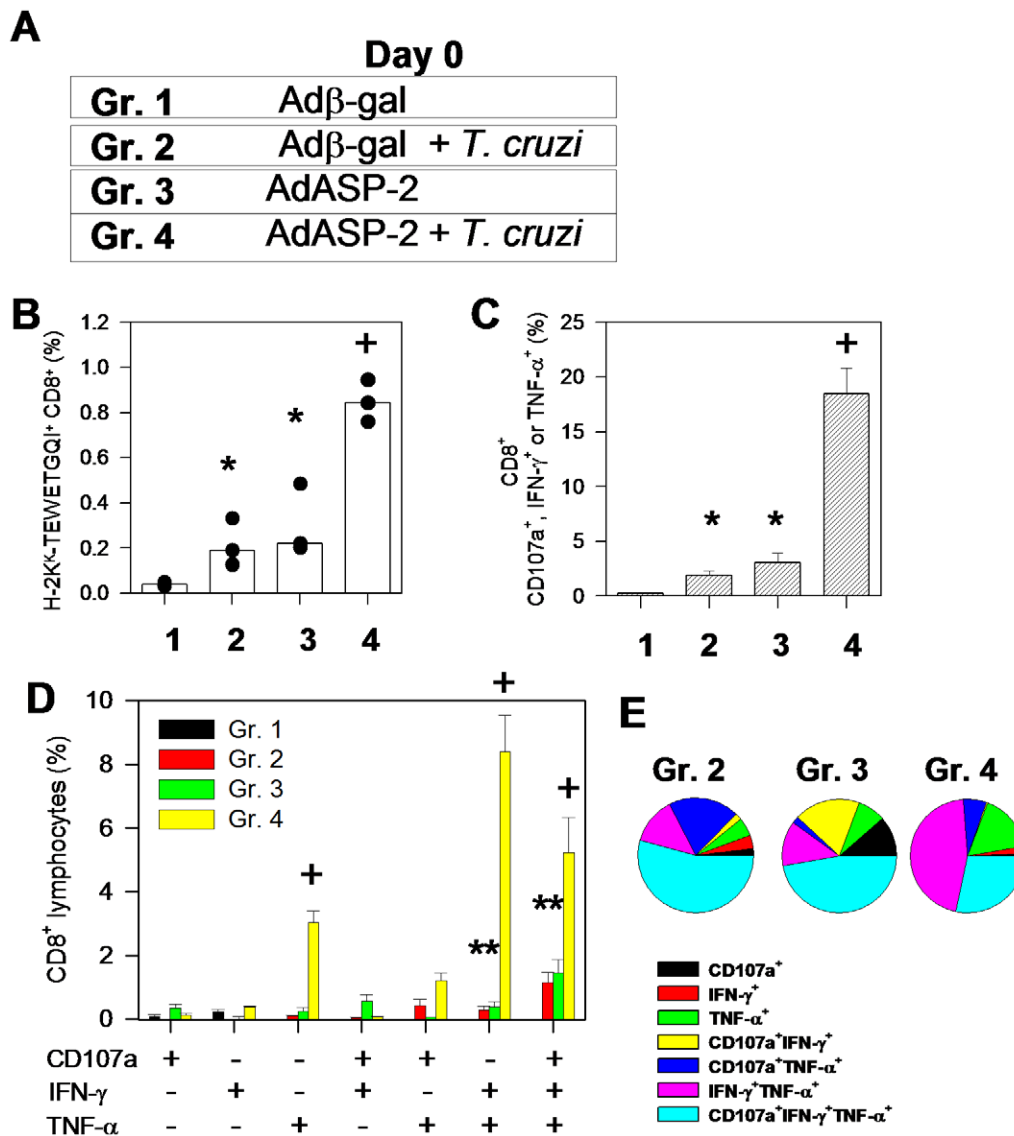 A
Day 0
Gr. 1 Adβ-gal
Gr. 2 Adβ-gal + T. cruzi
Gr. 3 AdASP-2
Gr. 4 AdASP-2 + T. cruzi
B
H-2Kᴷ-TEWETGQI⁺ CD8⁺ (%)
1.2
1.0
0.8
0.6
0.4
0.2
0.0
* * +
1 2 3 4
C
CD8⁺
CD107a⁺, IFN-γ⁺ or TNF-α⁺ (%)
25
20
15
10
5
0
* * +
1 2 3 4
D
CD8⁺ lymphocytes (%)
10
8
6
4
2
0
Gr. 1
Gr. 2
Gr. 3
Gr. 4
+ ** + ** +
CD107a + - - + + - +
IFN-γ - + - + - + +
TNF-α - - + - + + +
E
Gr. 2 Gr. 3 Gr. 4
CD107a⁺
IFN-γ⁺
TNF-α⁺
CD107a⁺IFN-γ⁺
CD107a⁺TNF-α⁺
IFN-γ⁺TNF-α⁺
CD107a⁺IFN-γ⁺TNF-α⁺